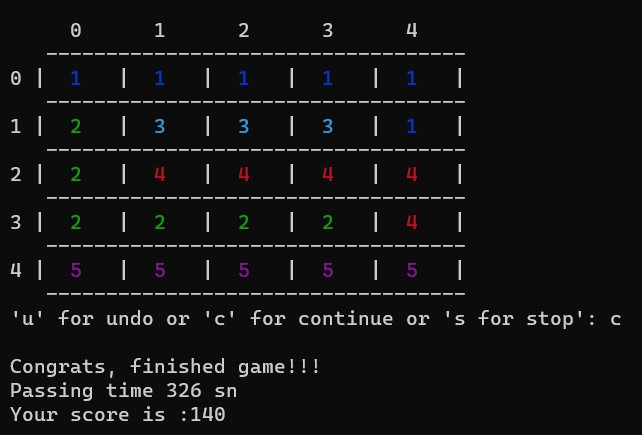 0 1 2 3 4
0 | 1 | 1 | 1 | 1 | 1 |
1 | 2 | 3 | 3 | 3 | 1 |
2 | 2 | 4 | 4 | 4 | 4 |
3 | 2 | 2 | 2 | 2 | 4 |
4 | 5 | 5 | 5 | 5 | 5 |
'u' for undo or 'c' for continue or 's for stop': c
Congrats, finished game!!!
Passing time 326 sn
Your score is :140